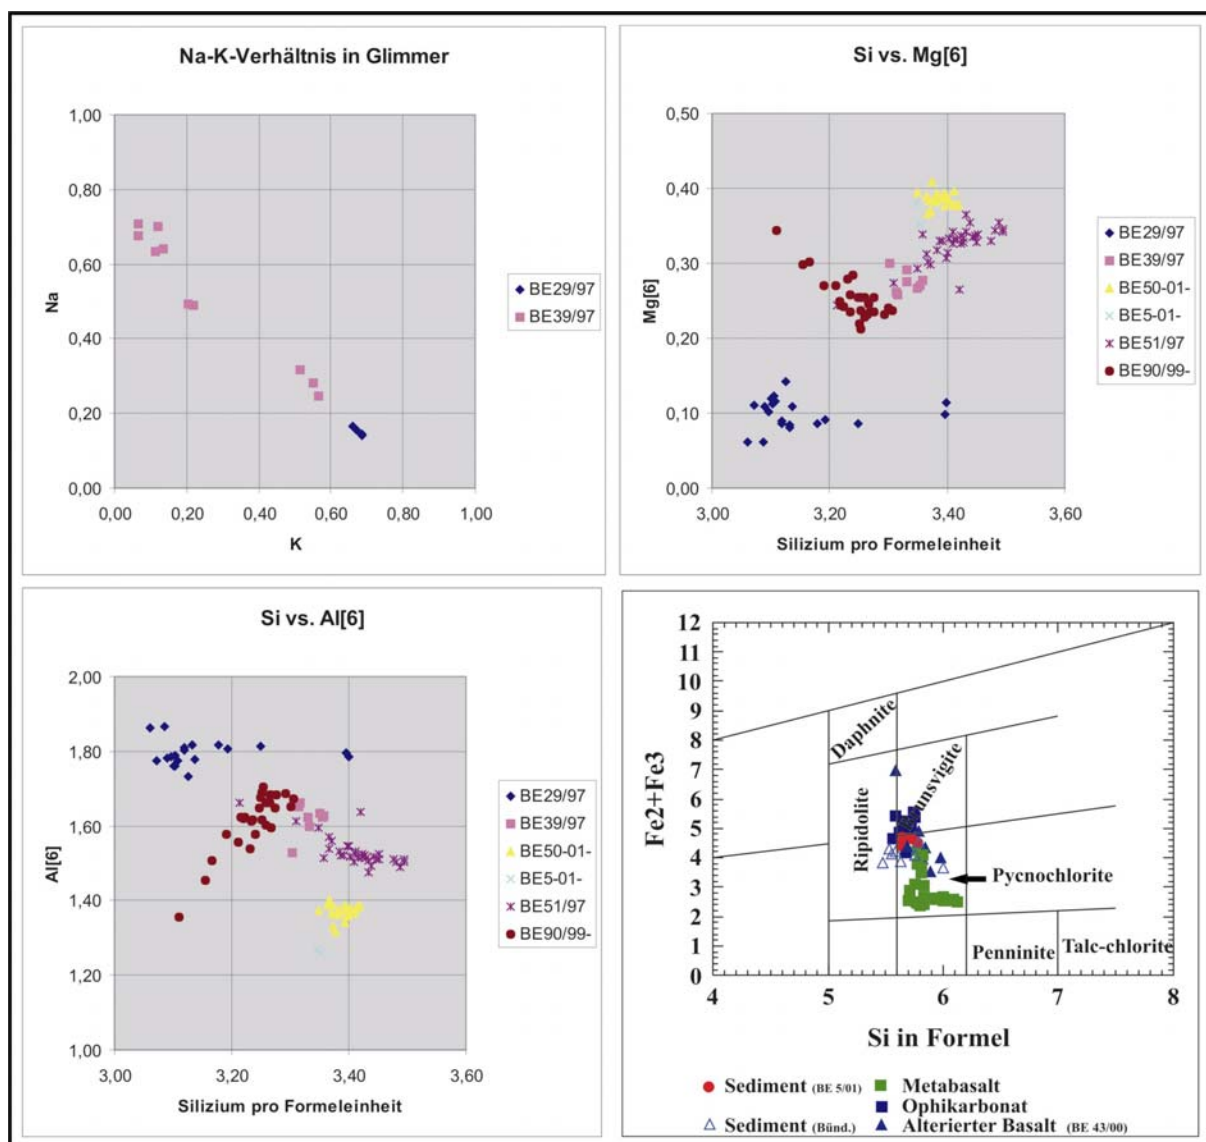 Na-K-Verhältnis in Glimmer
1,00
0,80
0,60
0,40
0,20
0,00
Na
0,00 0,20 0,40 0,60 0,80 1,00
K
BE29/97
BE39/97
Si vs. Mg[6]
0,50
0,40
0,30
0,20
0,10
0,00
Mg[6]
3,00 3,20 3,40 3,60
Silizium pro Formeleinheit
BE29/97
BE39/97
BE50-01-
BE5-01-
BE51/97
BE90/99-
Si vs. Al[6]
2,00
1,80
1,60
1,40
1,20
1,00
Al[6]
3,00 3,20 3,40 3,60
Silizium pro Formeleinheit
BE29/97
BE39/97
BE50-01-
BE5-01-
BE51/97
BE90/99-
12
11
10
9
8
7
6
5
4
3
2
1
0
Fe2+Fe3
Daphnite
Ripidolite
Pycnochlorite
Penninite
Talc-chlorite
4 5 6 7 8
Si in Formel
Sediment (BE 5/01)
Metabasalt
Ophikarbonat
Sediment (Bünd.)
Alterierter Basalt (BE 43/00)